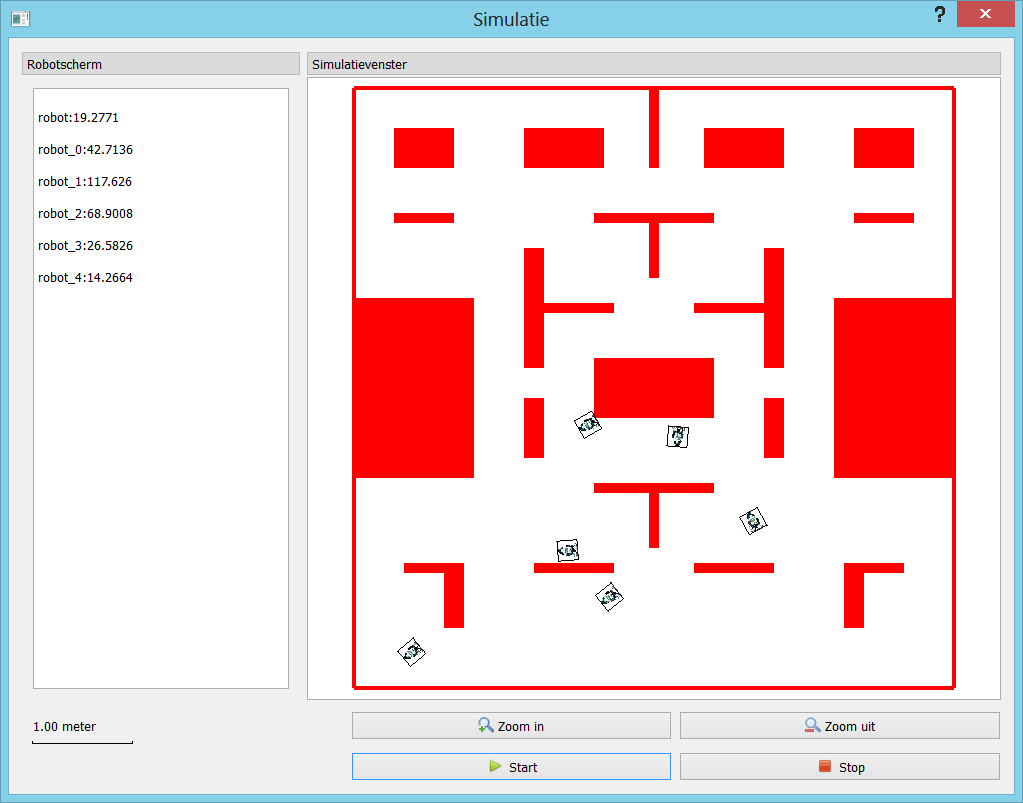 Simulatie
?
Robotscherm
Simulatievenster
robot:19.2771
robot_0:42.7136
robot_1:117.626
robot_2:68.9008
robot_3:26.5826
robot_4:14.2664
1.00 meter
Zoom in
Zoom uit
Start
Stop